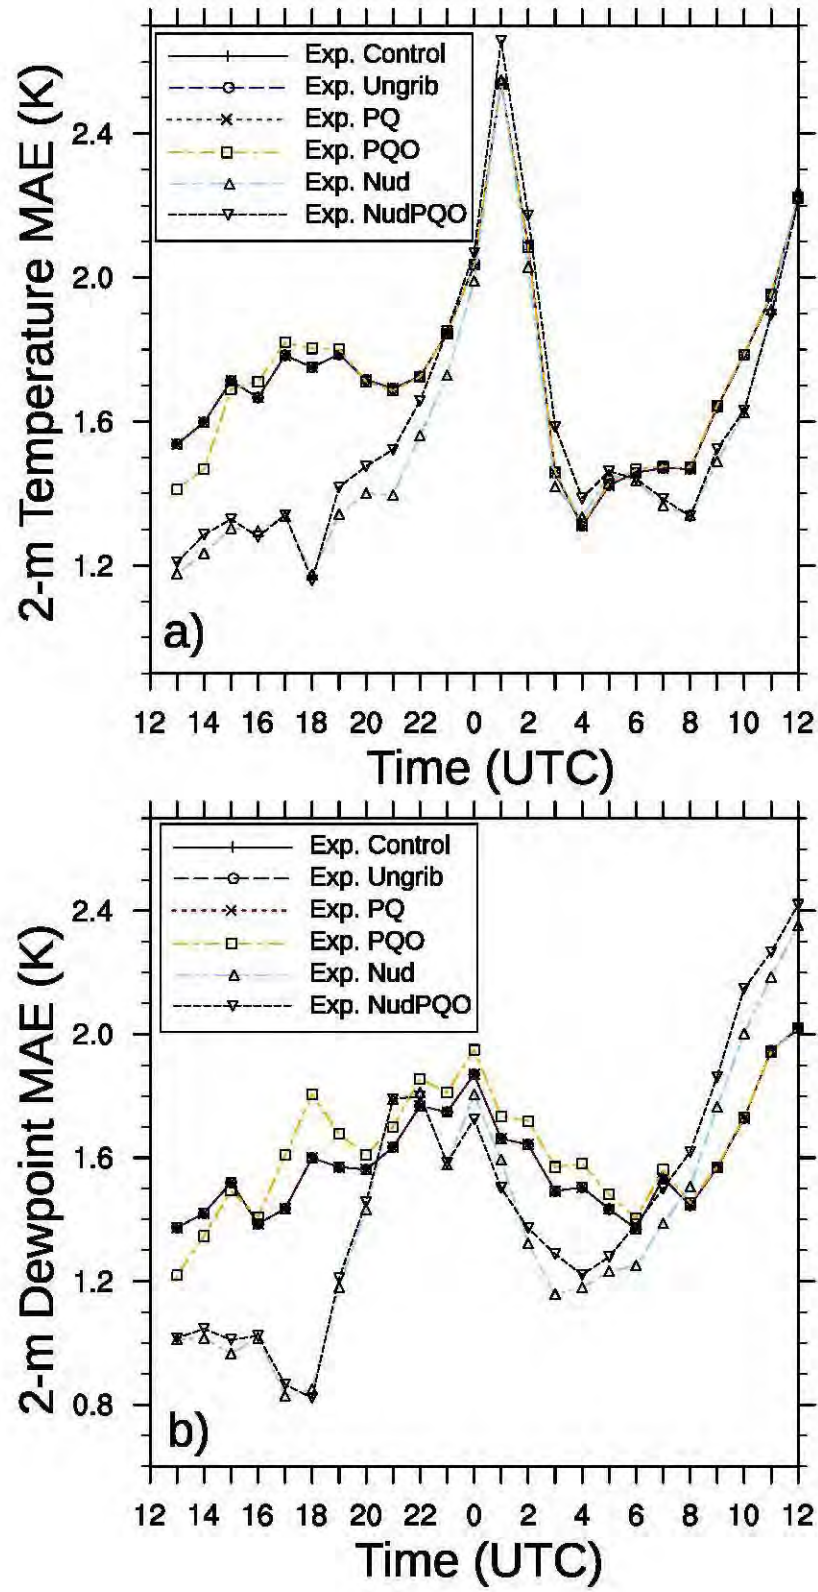 2-m Temperature MAE (K)
Exp. Control
Exp. Ungrib
Exp. PQ
Exp. PQO
Exp. Nud
Exp. NudPQO
2.4
2.0
1.6
1.2
a)
12 14 16 18 20 22 0 2 4 6 8 10 12
Time (UTC)
2-m Dewpoint MAE (K)
Exp. Control
Exp. Ungrib
Exp. PQ
Exp. PQO
Exp. Nud
Exp. NudPQO
2.4
2.0
1.6
1.2
0.8
b)
12 14 16 18 20 22 0 2 4 6 8 10 12
Time (UTC)